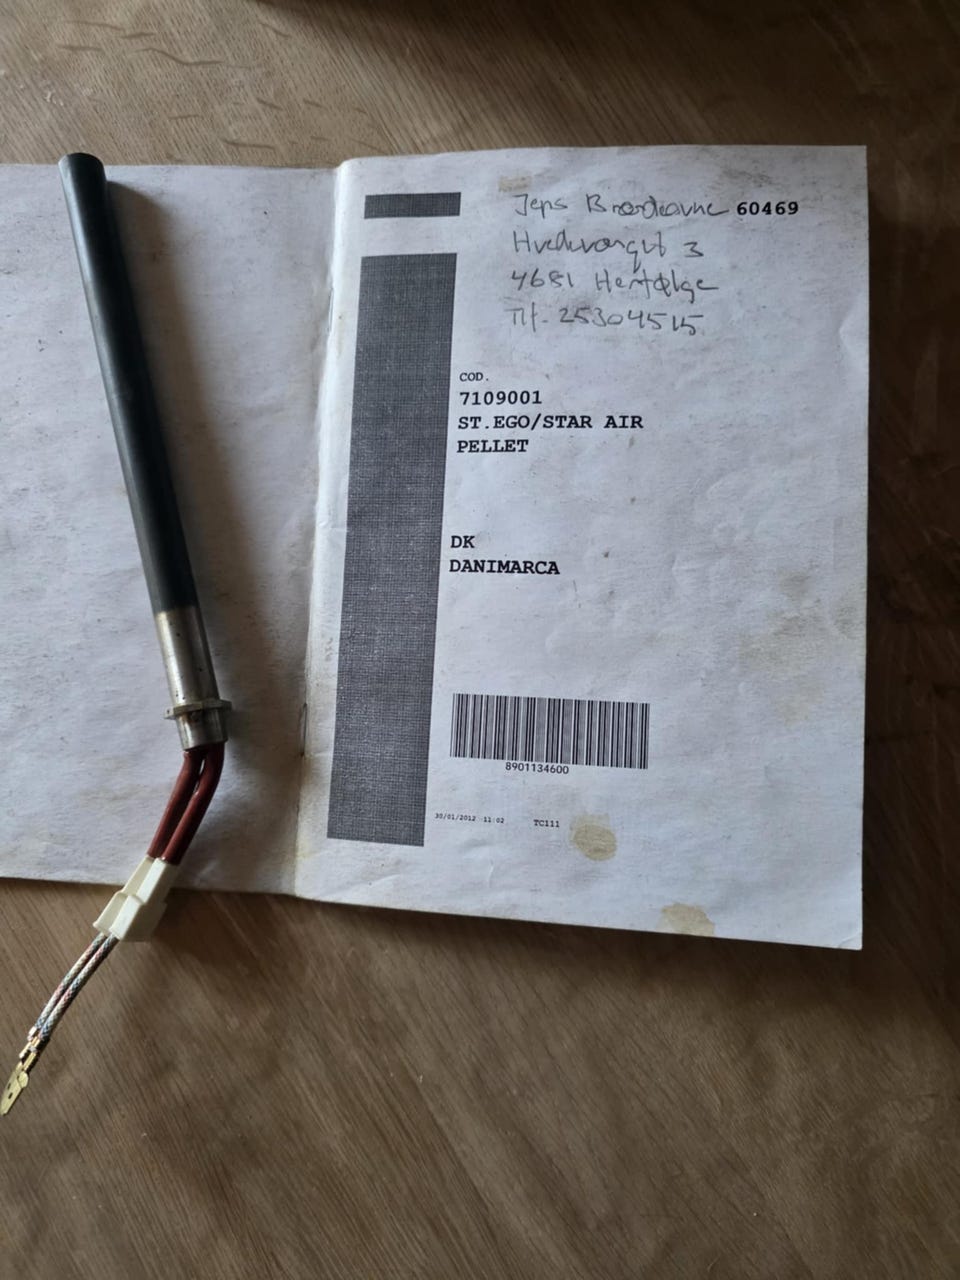 Jens 60469
3
4681 Herfølge
Tlf. 25304515
COD.
7109001
ST.EGO/STAR AIR
PELLET
DK
DANIMARCA
8901134600
30/01/2012 11:02 TC111